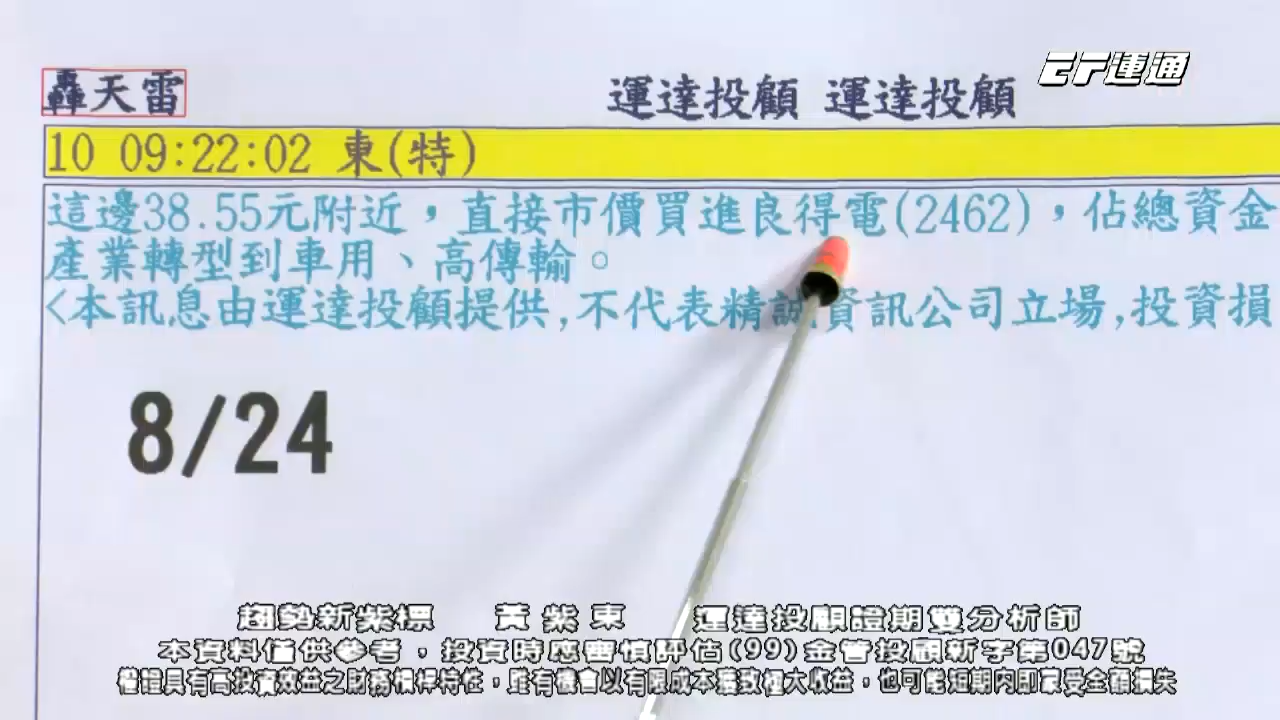 轟天雷 運達投顧 運達投顧 EF運通
10 09:22:02 東(特)
這邊38.55元附近，直接市價買進良得電(2462)，佔總資金
產業轉型到車用、高傳輸。
<本訊息由運達投顧提供,不代表精誠資訊公司立場,投資損
8/24
趨勢新紫標 黃紫東 運達投顧證期雙分析師
本資料僅供參考，投資時應審慎評估(99)金管投顧新字第047號
權證具有高投資效益之財務槓桿特性，雖有機會以有限成本獲致極大收益，也可能短期內即蒙受全額損失